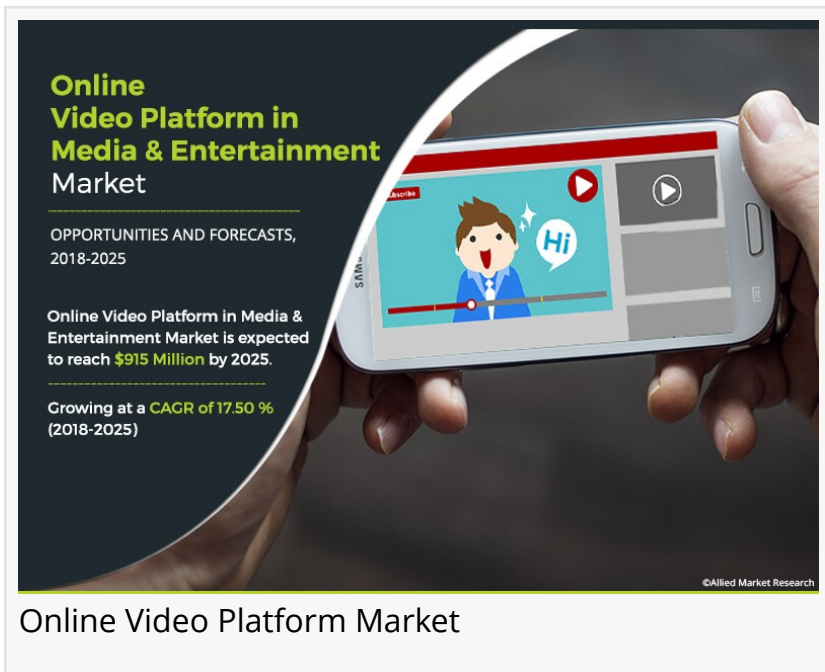 Online
Video Platform in
Media & Entertainment
Market
OPPORTUNITIES AND FORECASTS,
2018-2025
Online Video Platform in Media &
Entertainment Market is expected
to reach $915 Million by 2025.
Growing at a CAGR of 17.50 %
(2018-2025)
Subscribe
Hi
SAMS
©Allied Market Research
Online Video Platform Market